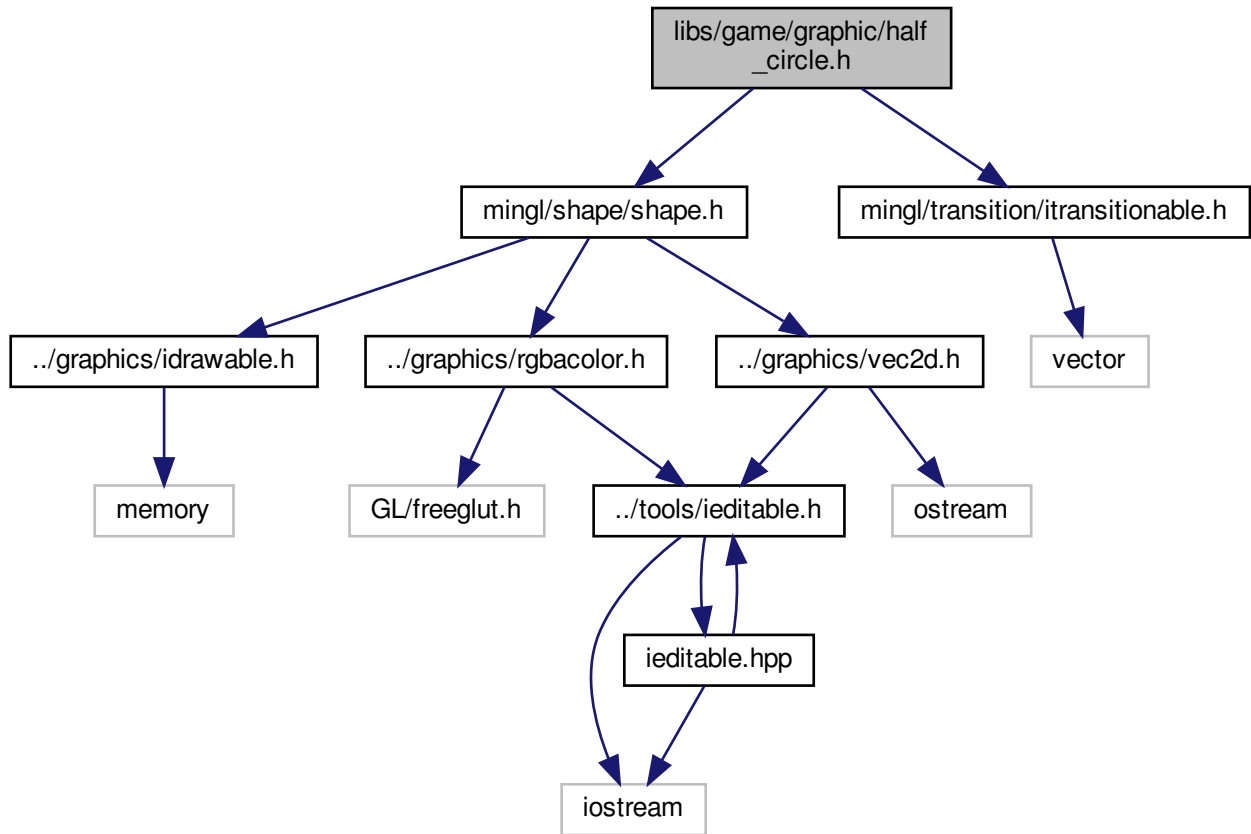 libs/game/graphic/half
_circle.h
mingl/shape/shape.h
mingl/transition/itransitionable.h
../graphics/idrawable.h
../graphics/rgbacolor.h
../graphics/vec2d.h
vector
memory
GL/freeglut.h
../tools/ieditable.h
ostream
ieditable.hpp
iostream